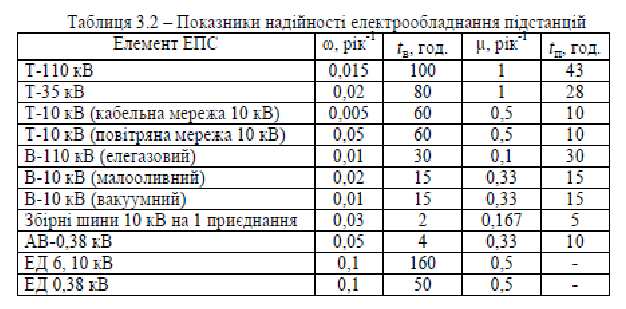 Таблиця 3.2 – Показники надійності електрообладнання підстанцій
Елемент ЕПС ω, рік-1 tв, год. μ, рік-1 tп, год.
Т-110 кВ 0,015 100 1 43
Т-35 кВ 0,02 80 1 28
Т-10 кВ (кабельна мережа 10 кВ) 0,005 60 0,5 10
Т-10 кВ (повітряна мережа 10 кВ) 0,05 60 0,5 10
В-110 кВ (елегазовий) 0,01 30 0,1 30
В-10 кВ (малооливний) 0,02 15 0,33 15
В-10 кВ (вакуумний) 0,01 15 0,33 15
Збірні шини 10 кВ на 1 приєднання 0,03 2 0,167 5
АВ-0,38 кВ 0,05 4 0,33 10
ЕД 6, 10 кВ 0,1 160 0,5 -
ЕД 0,38 кВ 0,1 50 0,5 -